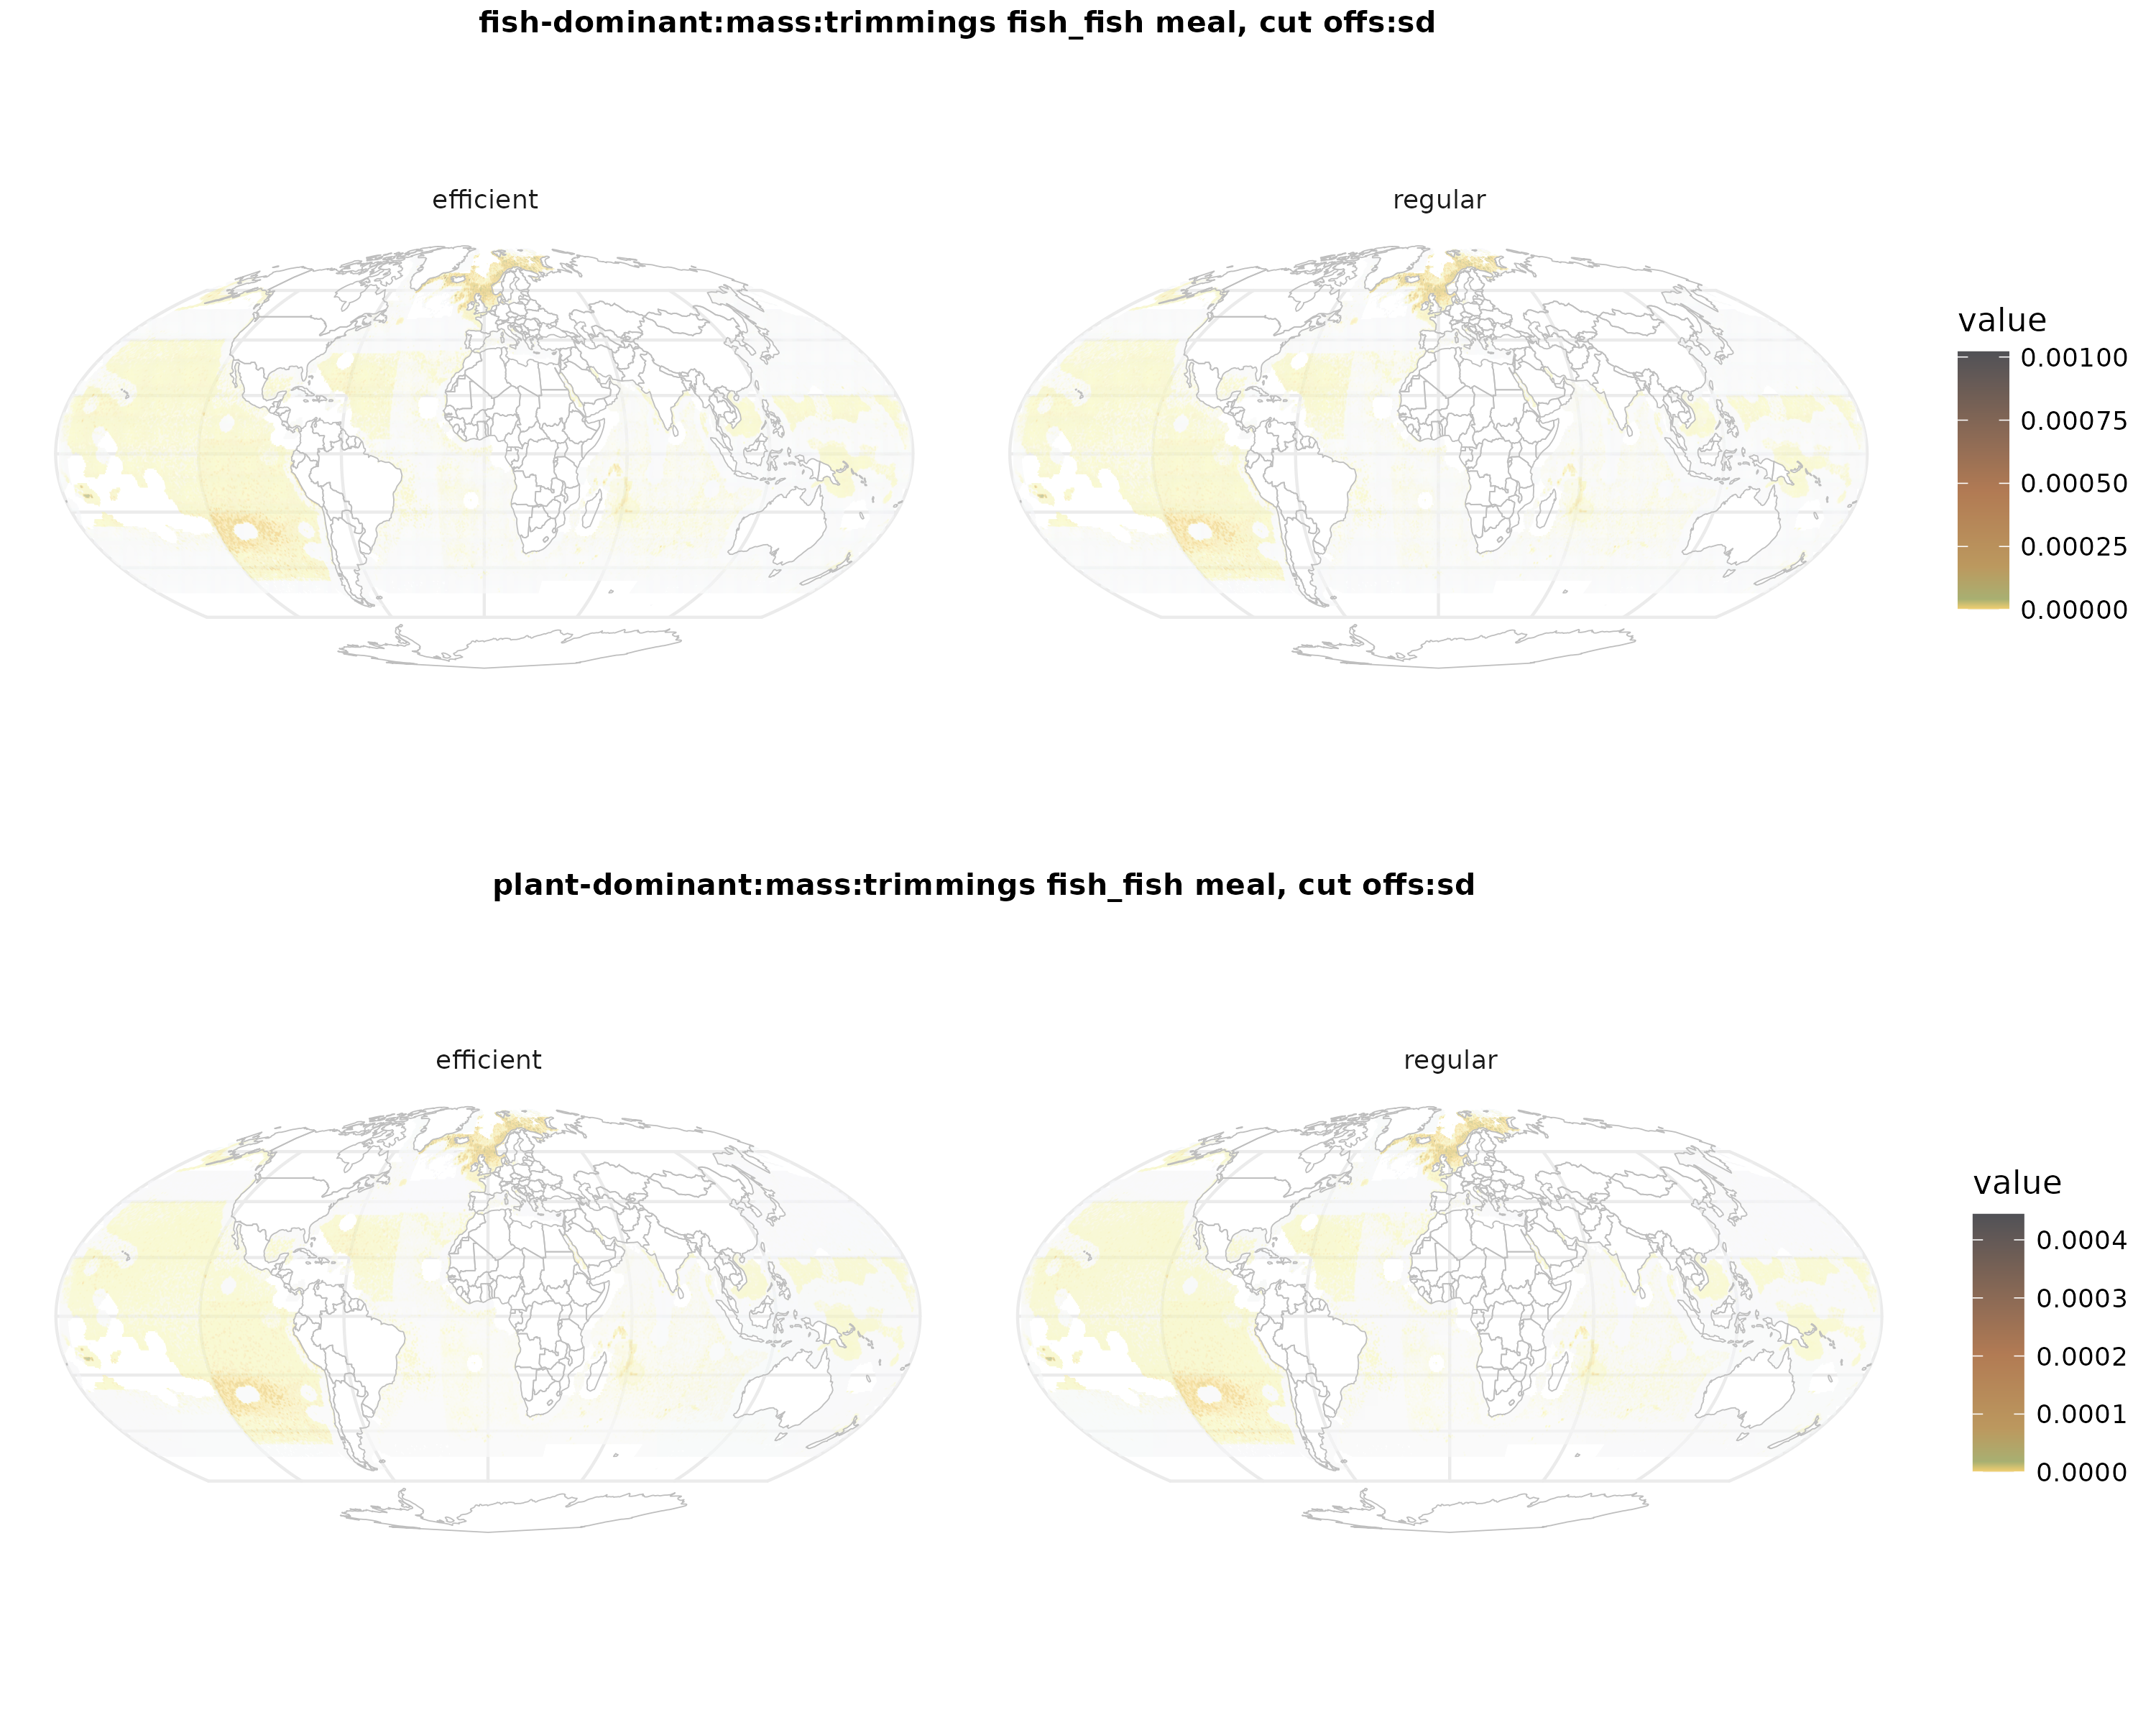 fish-dominant:mass:trimmings fish_fish meal, cut offs:sd
efficient
regular
value
0.00100
0.00075
0.00050
0.00025
0.00000
plant-dominant:mass:trimmings fish_fish meal, cut offs:sd
efficient
regular
value
0.0004
0.0003
0.0002
0.0001
0.0000